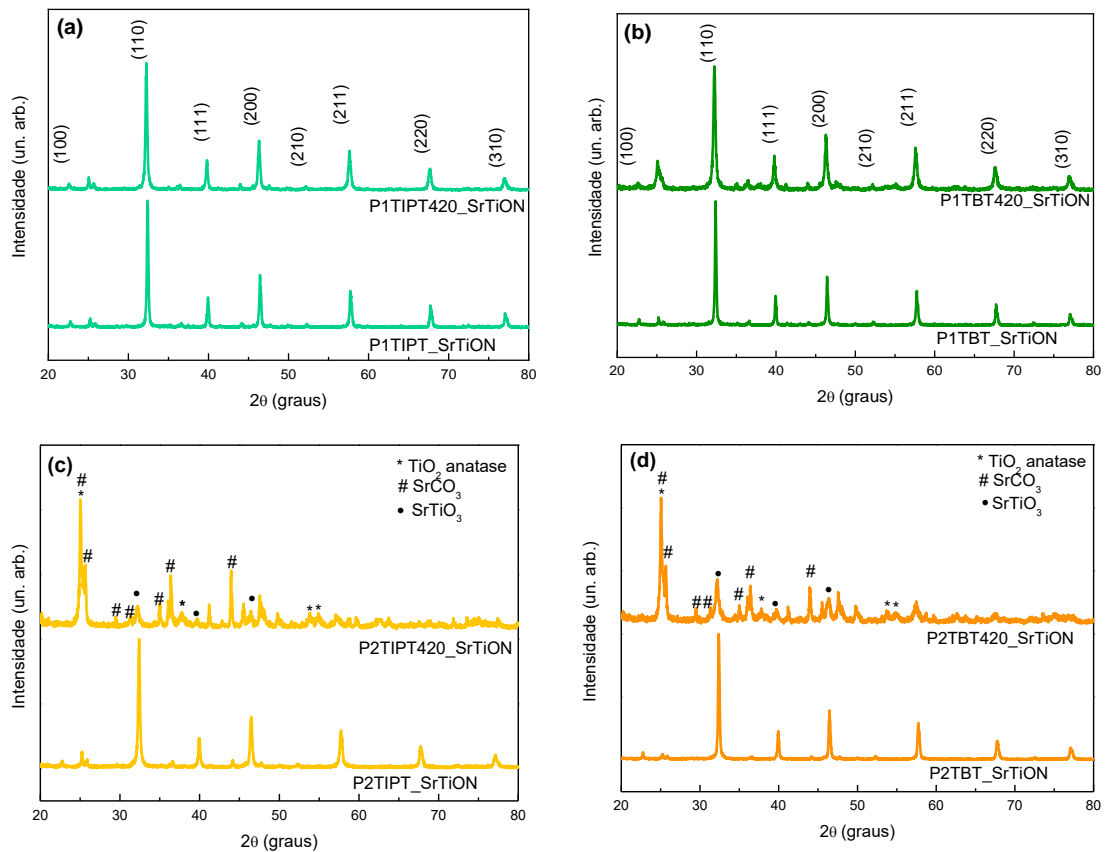 (a)
Intensidade (un. arb.)
(100)
(110)
(111)
(200)
(210)
(211)
(220)
(310)
P1TIPT420_SrTiON
P1TIPT_SrTiON
20 30 40 50 60 70 80
2θ (graus)
(b)
Intensidade (un. arb.)
(100)
(110)
(111)
(200)
(210)
(211)
(220)
(310)
P1TBT420_SrTiON
P1TBT_SrTiON
20 30 40 50 60 70 80
2θ (graus)
(c)
Intensidade (un. arb.)
* TiO2 anatase
# SrCO3
• SrTiO3
#
*
#
# # • # # * • # • * *
P2TIPT420_SrTiON
P2TIPT_SrTiON
20 30 40 50 60 70 80
2θ (graus)
(d)
Intensidade (un. arb.)
* TiO2 anatase
# SrCO3
• SrTiO3
#
*
#
# # • # # * • # • * *
P2TBT420_SrTiON
P2TBT_SrTiON
20 30 40 50 60 70 80
2θ (graus)